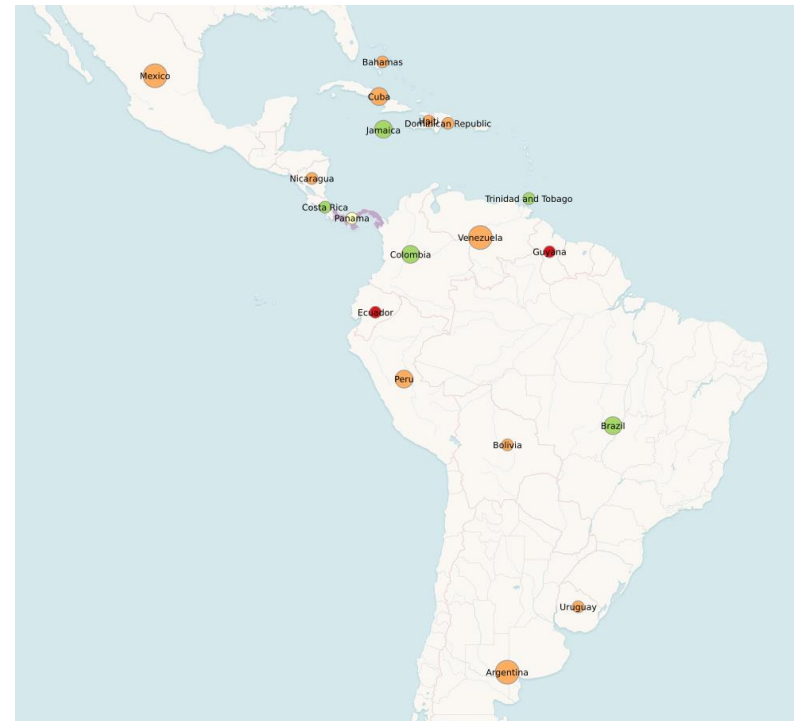 Bahamas
Mexico
Cuba
Haiti
Dominican Republic
Jamaica
Nicaragua
Trinidad and Tobago
Costa Rica
Panama
Venezuela
Guyana
Colombia
Ecuador
Peru
Brazil
Bolivia
Uruguay
Argentina